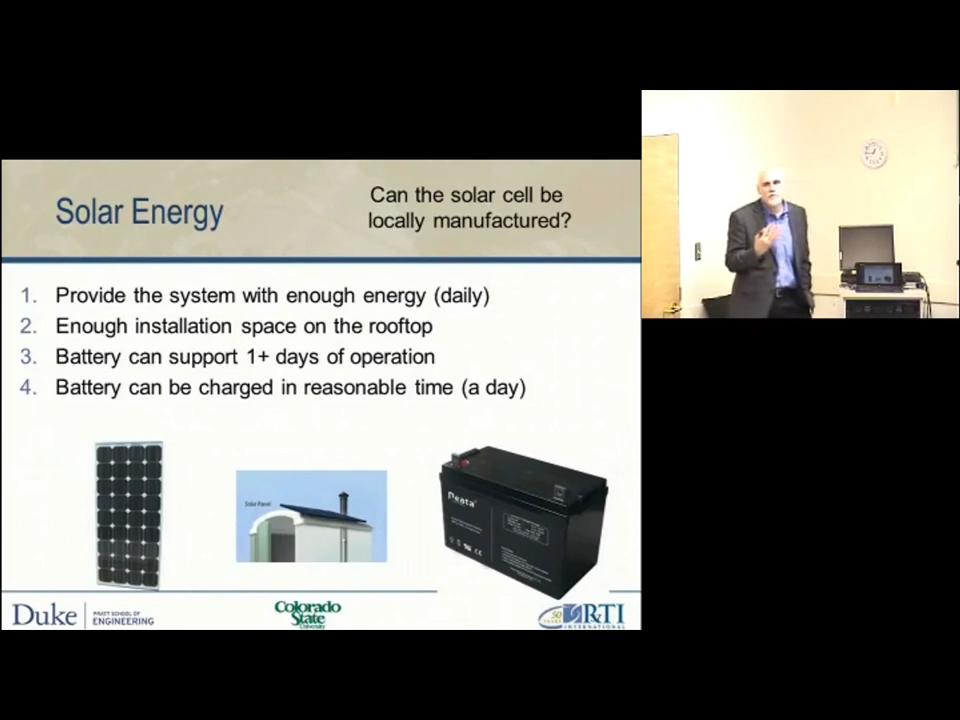 Solar Energy
Can the solar cell be
locally manufactured?
1. Provide the system with enough energy (daily)
2. Enough installation space on the rooftop
3. Battery can support 1+ days of operation
4. Battery can be charged in reasonable time (a day)
Solar Panel
Duke
PRATT SCHOOL OF
ENGINEERING
Colorado
State
University
50
YEARS
RTI
INTERNATIONAL